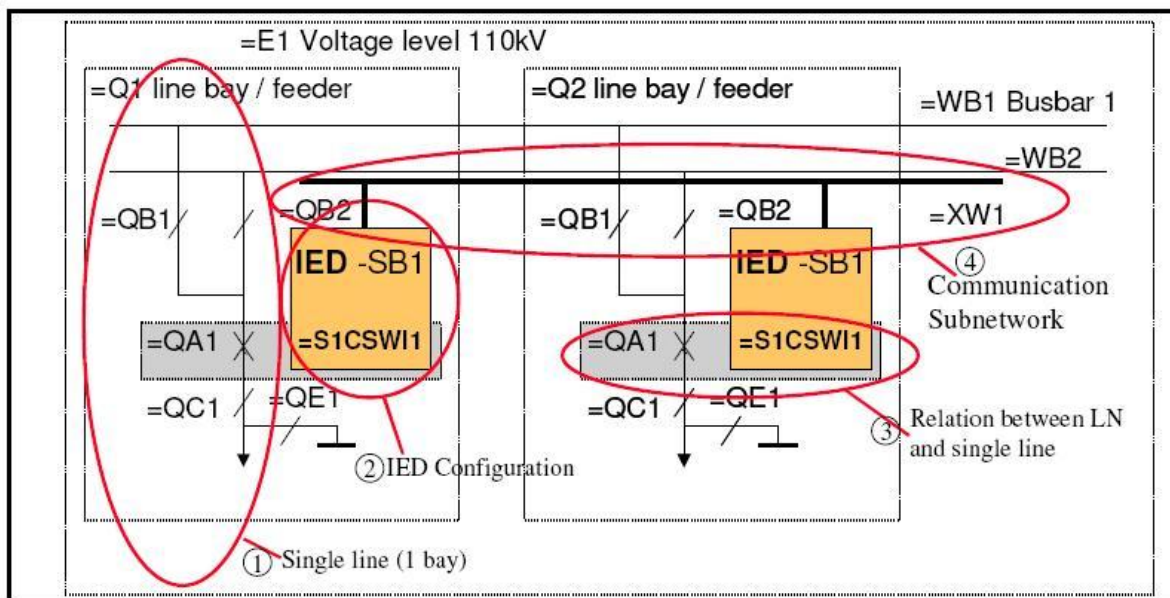 =E1 Voltage level 110kV
=Q1 line bay / feeder
=Q2 line bay / feeder
=WB1 Busbar 1
=WB2
=QB1
=QB2
=QB1
=QB2
=XW1
IED -SB1
IED -SB1
④
Communication
Subnetwork
=QA1
=S1CSWI1
=QA1
=S1CSWI1
=QC1
=QE1
=QC1
=QE1
③ Relation between LN
and single line
② IED Configuration
① Single line (1 bay)